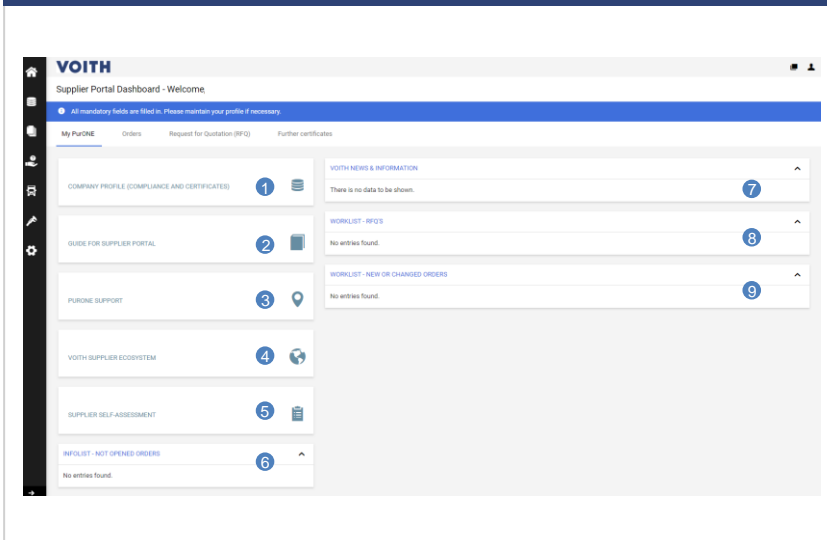 VOITH
Supplier Portal Dashboard - Welcome,
All mandatory fields are filled in. Please maintain your profile if necessary.
My PurONE Orders Request for Quotation (RFQ) Further certificates
COMPANY PROFILE (COMPLIANCE AND CERTIFICATES) 1
GUIDE FOR SUPPLIER PORTAL 2
PURONE SUPPORT 3
VOITH SUPPLIER ECOSYSTEM 4
SUPPLIER SELF-ASSESSMENT 5
INFOLIST - NOT OPENED ORDERS 6
No entries found.
VOITH NEWS & INFORMATION
There is no data to be shown. 7
WORKLIST - RFQ'S
No entries found. 8
WORKLIST - NEW OR CHANGED ORDERS
No entries found. 9